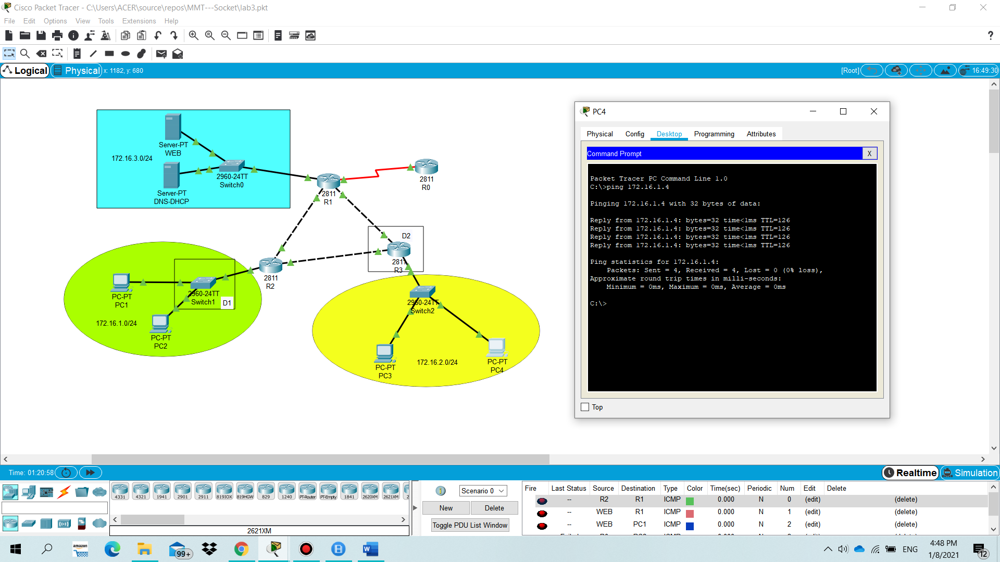 Cisco Packet Tracer - C:\Users\ACER\source\repos\MMT---Socket\lab3.pkt
File Edit Options View Tools Extensions Help
?
Logical Physical x: 1182, y: 680
[Root] 16:49:30
Server-PT
WEB
172.16.3.0/24
2960-24TT
Switch0
Server-PT
DNS-DHCP
2811
R1
2811
R0
D2
2811
R3
2811
R2
PC-PT
PC1
2960-24TT
Switch1
D1
172.16.1.0/24
PC-PT
PC2
2960-24TT
Switch2
PC-PT
PC3
172.16.2.0/24
PC-PT
PC4
PC4
Physical Config Desktop Programming Attributes
Command Prompt X
Packet Tracer PC Command Line 1.0
C:\>ping 172.16.1.4
Pinging 172.16.1.4 with 32 bytes of data:
Reply from 172.16.1.4: bytes=32 time<1ms TTL=126
Reply from 172.16.1.4: bytes=32 time<1ms TTL=126
Reply from 172.16.1.4: bytes=32 time<1ms TTL=126
Reply from 172.16.1.4: bytes=32 time<1ms TTL=126
Ping statistics for 172.16.1.4:
Packets: Sent = 4, Received = 4, Lost = 0 (0% loss),
Approximate round trip times in milli-seconds:
Minimum = 0ms, Maximum = 0ms, Average = 0ms
C:\>
Top
Time: 01:20:58
Realtime Simulation
4331 4321 1941 2901 2911 819IOX 819HGW 829 1240 PT-Router PT-Empty 1841 2620XM 2621XM
2621XM
Scenario 0
New Delete
Toggle PDU List Window
Fire Last Status Source Destination Type Color Time(sec) Periodic Num Edit Delete
-- R2 R1 ICMP 0.000 N 0 (edit) (delete)
-- WEB R1 ICMP 0.000 N 1 (edit) (delete)
-- WEB PC1 ICMP 0.000 N 2 (edit) (delete)
amazon
99+
ENG
4:48 PM
1/8/2021
12